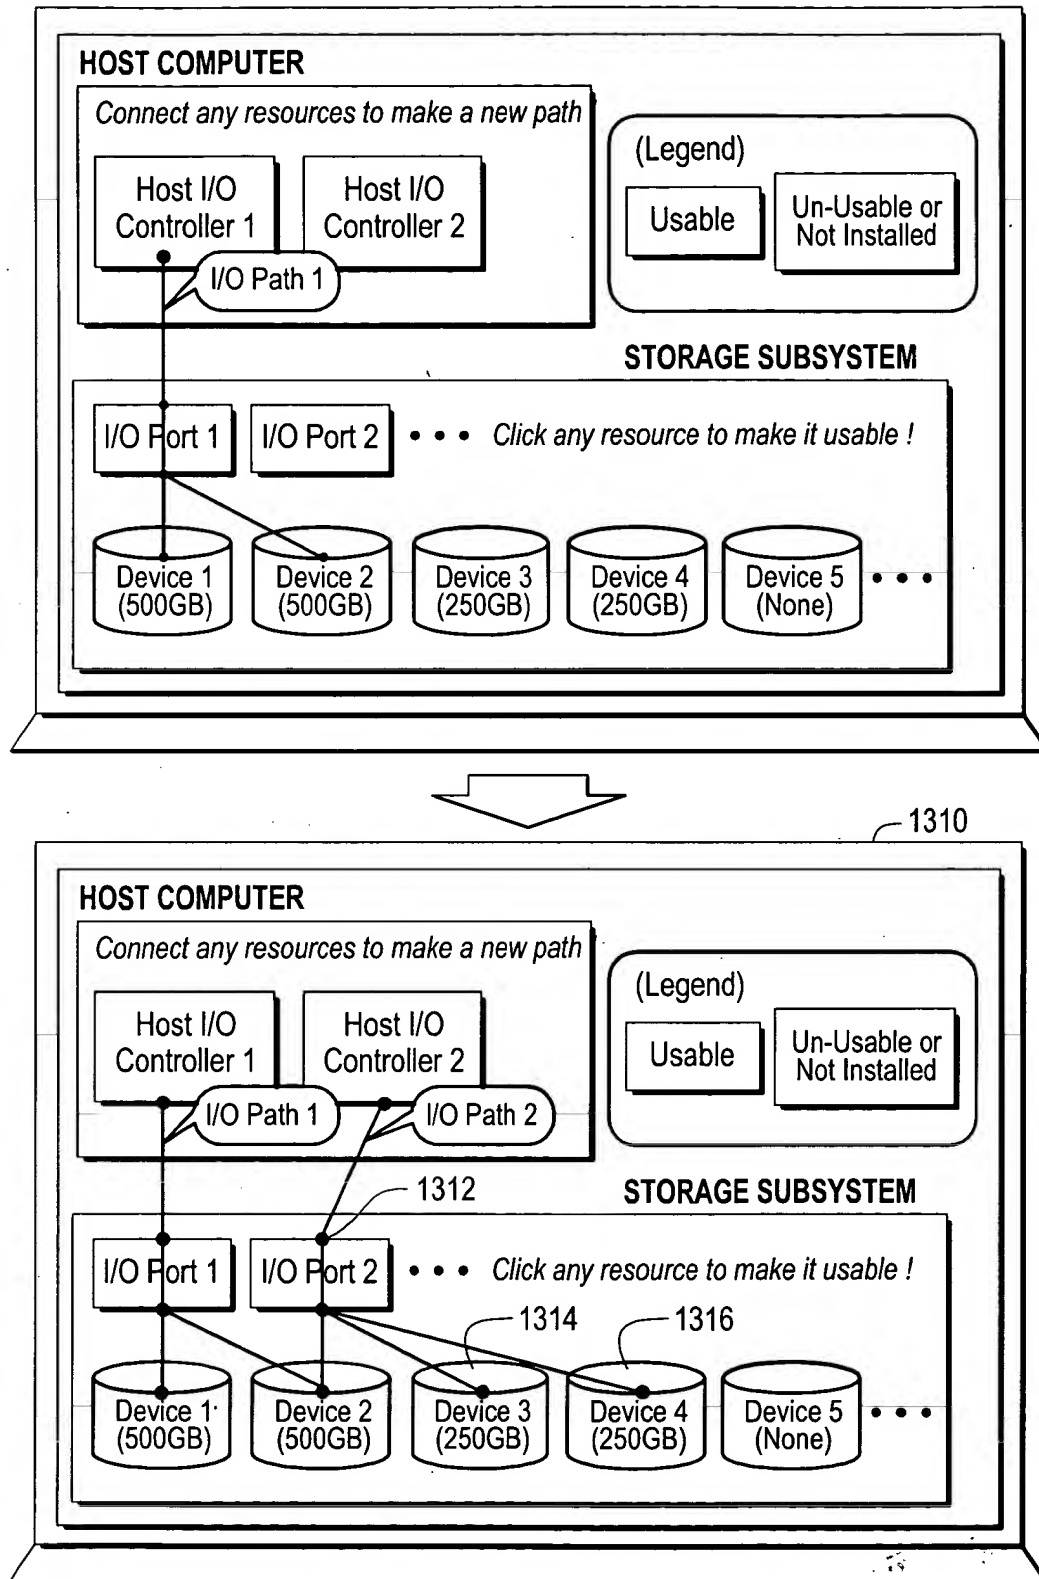 HOST COMPUTER
Connect any resources to make a new path
(Legend)
Host I/O
Controller 1
Host I/O
Controller 2
Usable
Un-Usable or
Not Installed
I/O Path 1
STORAGE SUBSYSTEM
I/O Port 1
I/O Port 2
• • • Click any resource to make it usable !
Device 1
(500GB)
Device 2
(500GB)
Device 3
(250GB)
Device 4
(250GB)
Device 5
(None)
• • •
1310
HOST COMPUTER
Connect any resources to make a new path
(Legend)
Host I/O
Controller 1
Host I/O
Controller 2
Usable
Un-Usable or
Not Installed
I/O Path 1
I/O Path 2
1312
STORAGE SUBSYSTEM
I/O Port 1
I/O Port 2
• • • Click any resource to make it usable !
1314
1316
Device 1
(500GB)
Device 2
(500GB)
Device 3
(250GB)
Device 4
(250GB)
Device 5
(None)
• • •